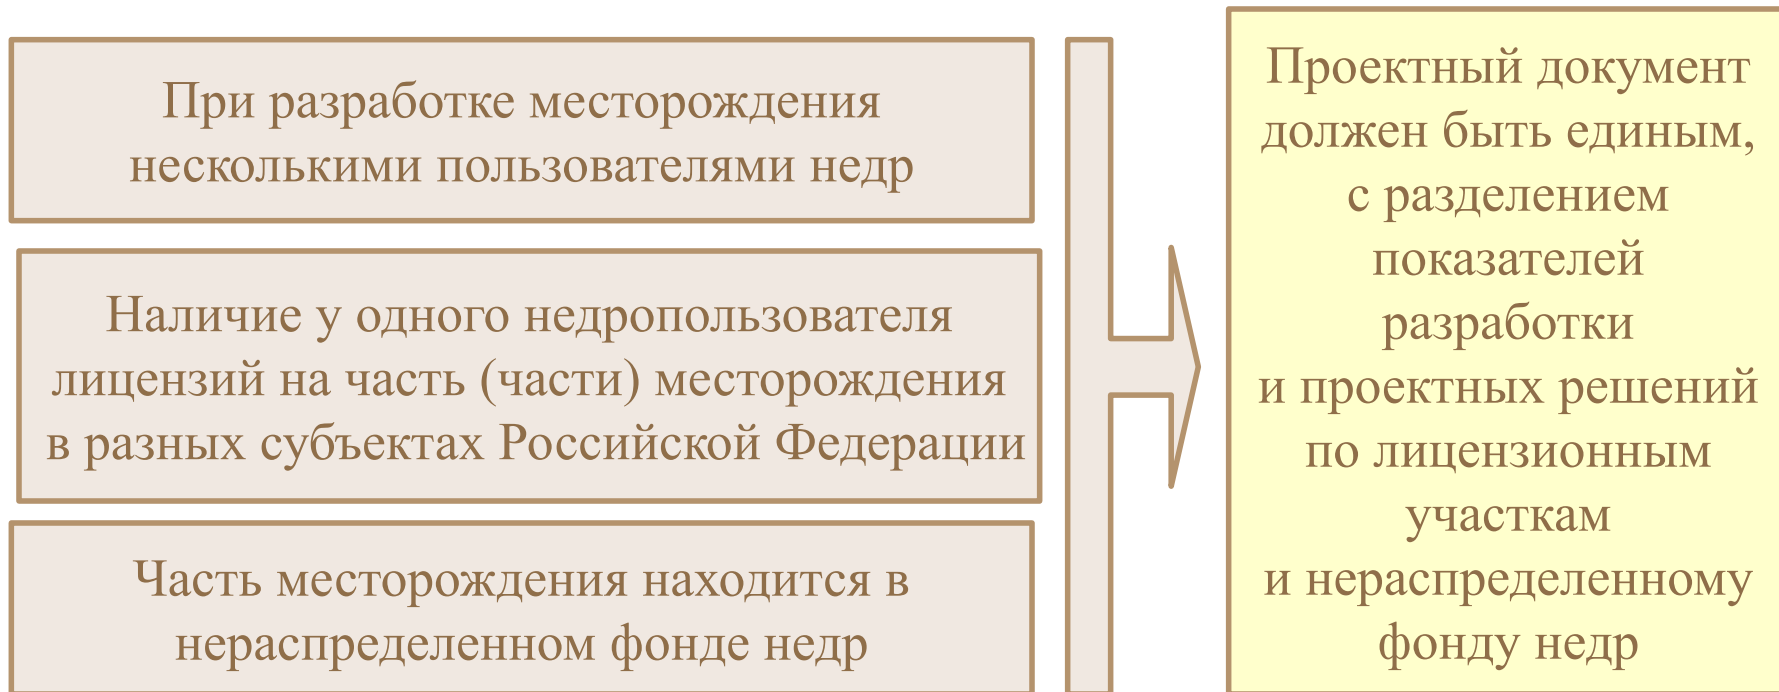 При разработке месторождения
несколькими пользователями недр
Наличие у одного недропользователя
лицензий на часть (части) месторождения
в разных субъектах Российской Федерации
Часть месторождения находится в
нераспределенном фонде недр
Проектный документ
должен быть единым,
с разделением
показателей
разработки
и проектных решений
по лицензионным
участкам
и нераспределенному
фонду недр